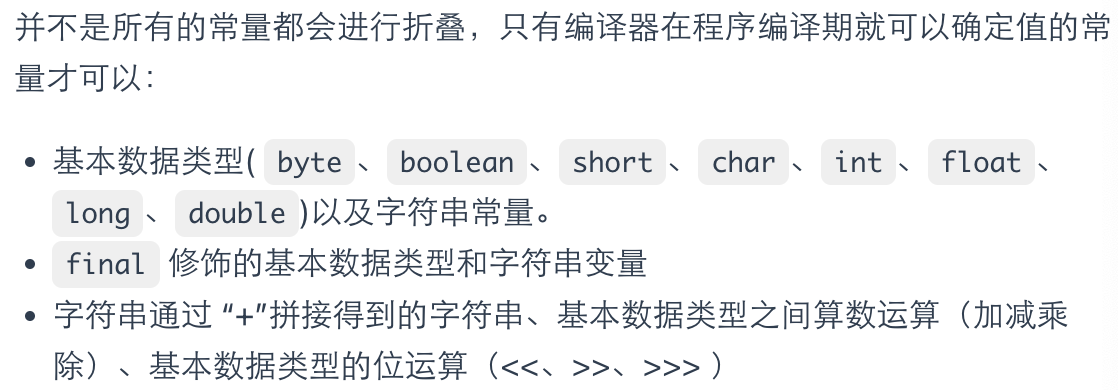 并不是所有的常量都会进行折叠，只有编译器在程序编译期就可以确定值的常
量才可以：
• 基本数据类型( byte 、 boolean 、 short 、 char 、 int 、 float 、
long 、 double )以及字符串常量。
• final 修饰的基本数据类型和字符串变量
• 字符串通过 “+”拼接得到的字符串、基本数据类型之间算数运算（加减乘
除）、基本数据类型的位运算（<<、>>、>>> ）